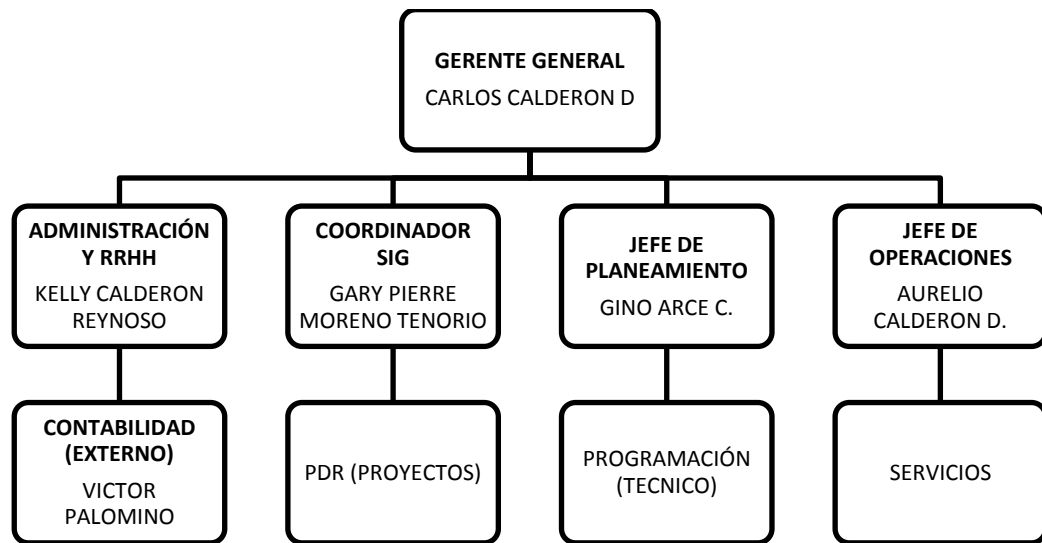 GERENTE GENERAL
CARLOS CALDERON D
ADMINISTRACIÓN
Y RRHH
KELLY CALDERON
REYNOSO
COORDINADOR
SIG
GARY PIERRE
MORENO TENORIO
JEFE DE
PLANEAMIENTO
GINO ARCE C.
JEFE DE
OPERACIONES
AURELIO
CALDERON D.
CONTABILIDAD
(EXTERNO)
VICTOR
PALOMINO
PDR (PROYECTOS)
PROGRAMACIÓN
(TECNICO)
SERVICIOS